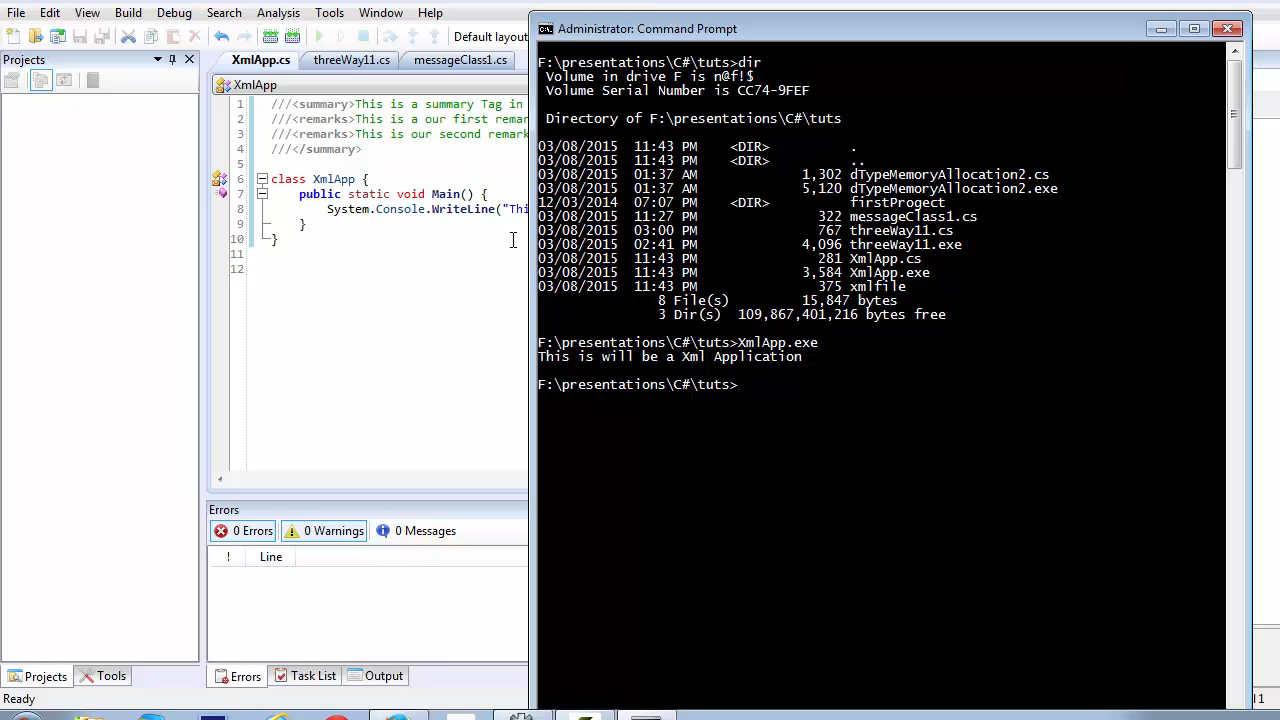 File Edit View Build Debug Search Analysis Tools Window Help
Default layout
Projects
XmlApp.cs threeWay11.cs messageClass1.cs
XmlApp
1 ///<summary>This is a summary Tag in
2 ///<remarks>This is a our first remar
3 ///<remarks>This is our second remark
4 ///</summary>
5
6 class XmlApp {
7 public static void Main() {
8 System.Console.WriteLine("Thi
9 }
10 }
11
12
Errors
0 Errors 0 Warnings 0 Messages
! Line
Projects Tools
Errors Task List Output
Ready
Administrator: Command Prompt
F:\presentations\C#\tuts>dir
Volume in drive F is n@f!$
Volume Serial Number is CC74-9FEF
Directory of F:\presentations\C#\tuts
03/08/2015 11:43 PM <DIR> .
03/08/2015 11:43 PM <DIR> ..
03/08/2015 01:37 AM 1,302 dTypeMemoryAllocation2.cs
03/08/2015 01:37 AM 5,120 dTypeMemoryAllocation2.exe
12/03/2014 07:07 PM <DIR> firstProgect
03/08/2015 11:27 PM 322 messageClass1.cs
03/08/2015 03:00 PM 767 threeWay11.cs
03/08/2015 02:41 PM 4,096 threeWay11.exe
03/08/2015 11:43 PM 281 XmlApp.cs
03/08/2015 11:43 PM 3,584 XmlApp.exe
03/08/2015 11:43 PM 375 xmlfile
8 File(s) 15,847 bytes
3 Dir(s) 109,867,401,216 bytes free
F:\presentations\C#\tuts>XmlApp.exe
This is will be a Xml Application
F:\presentations\C#\tuts>